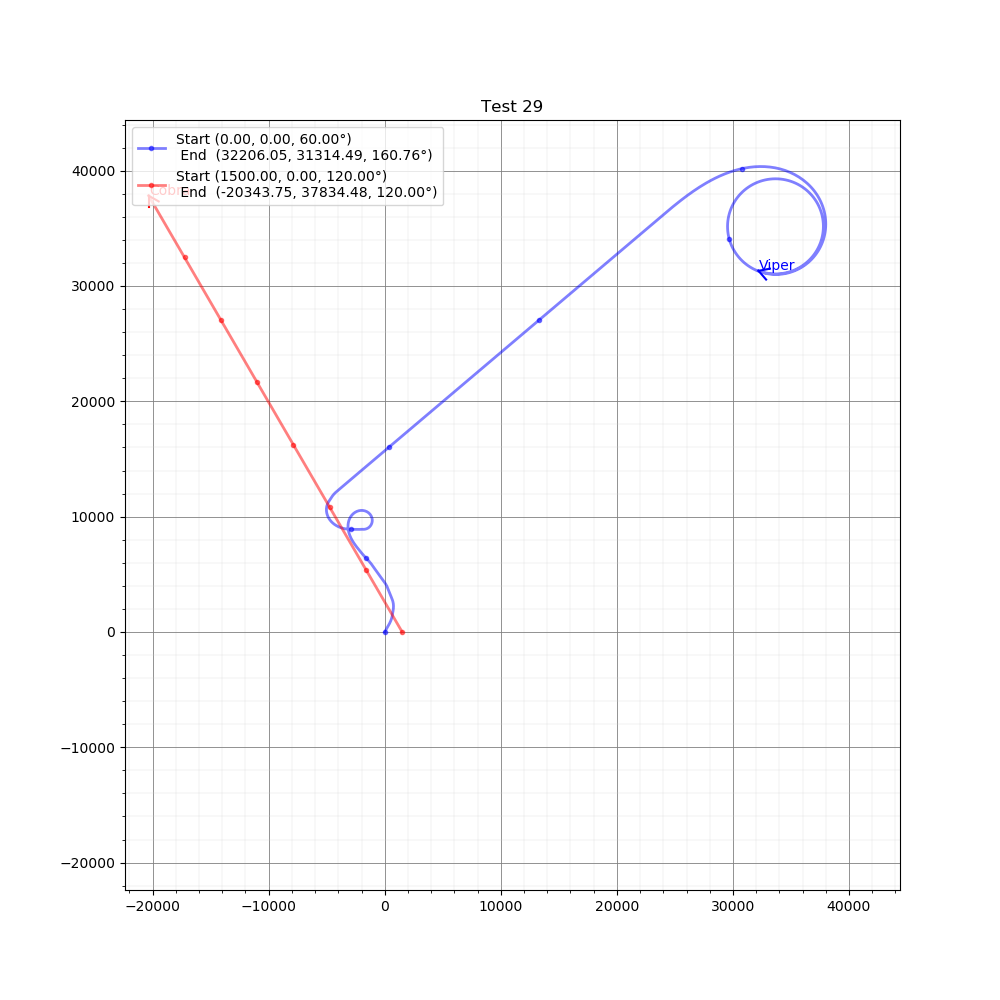 Test 29
Start (0.00, 0.00, 60.00°)
End (32206.05, 31314.49, 160.76°)
Start (1500.00, 0.00, 120.00°)
End (-20343.75, 37834.48, 120.00°)
Cobra
Viper
40000
30000
20000
10000
0
−10000
−20000
−20000 −10000 0 10000 20000 30000 40000